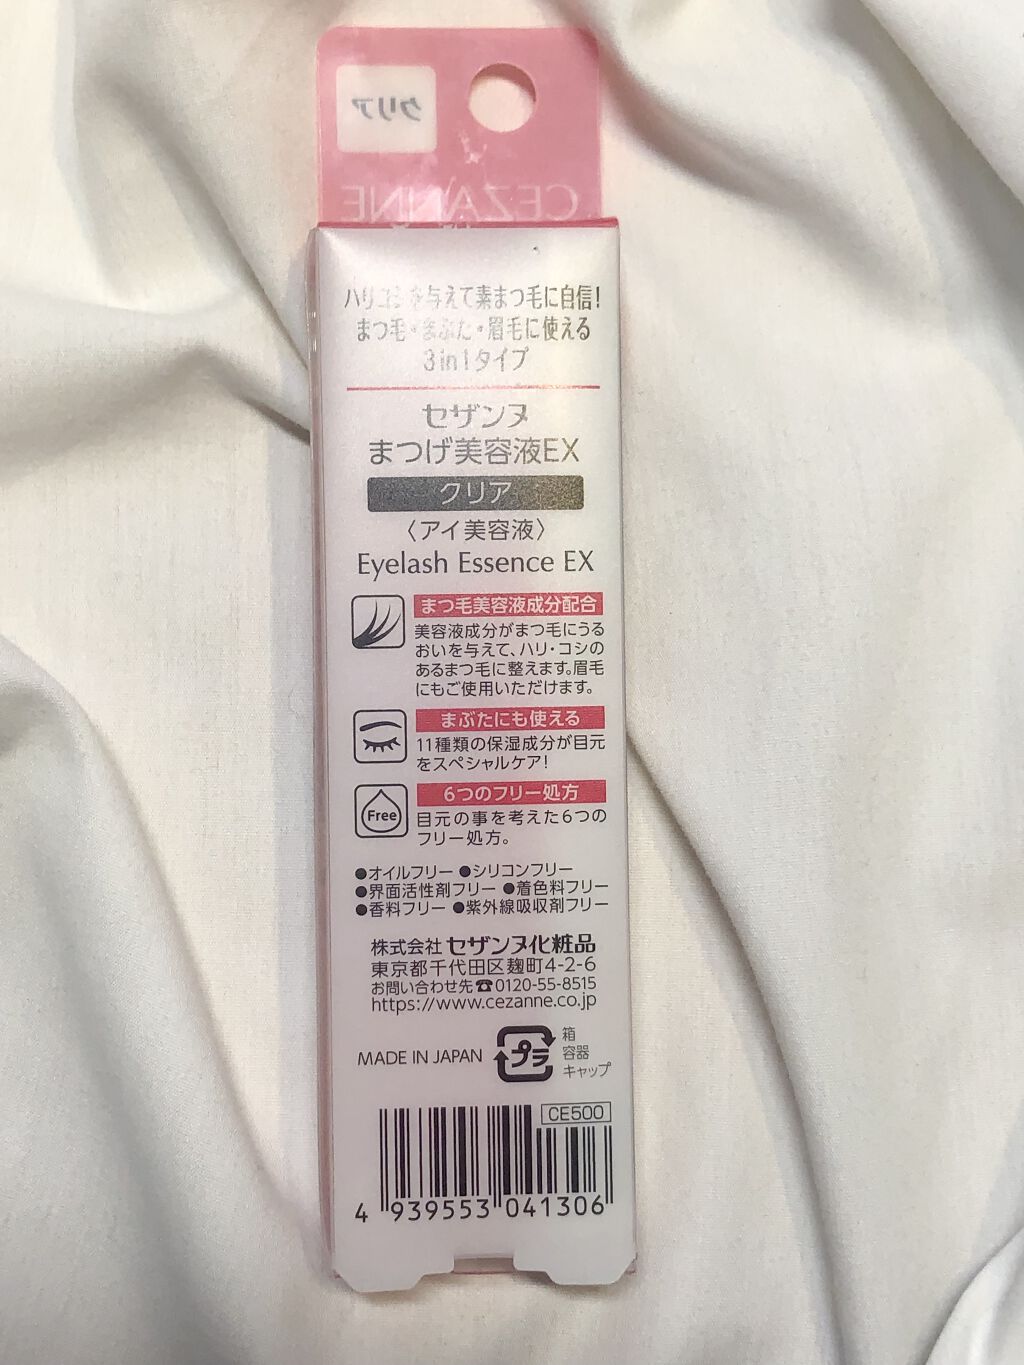 クリア
CEZANNE
ハリコシを与えて素まつ毛に自信!
まつ毛・まぶた・眉毛に使える
3in1タイプ
セザンヌ
まつげ美容液EX
クリア
〈アイ美容液〉
Eyelash Essence EX
まつ毛美容液成分配合
美容液成分がまつ毛にうる
おいを与えて、ハリ・コシの
あるまつ毛に整えます。眉毛
にもご使用いただけます。
まぶたにも使える
11種類の保湿成分が目元
をスペシャルケア!
Free
6つのフリー処方
目元の事を考えた6つの
フリー処方。
●オイルフリー ●シリコンフリー
●界面活性剤フリー ●着色料フリー
●香料フリー ●紫外線吸収剤フリー
株式会社 セザンヌ化粧品
東京都千代田区麹町4-2-6
お問い合わせ先☎0120-55-8515
https://www.cezanne.co.jp
MADE IN JAPAN
プラ
箱
容器
キャップ
CE500
4 939553 041306